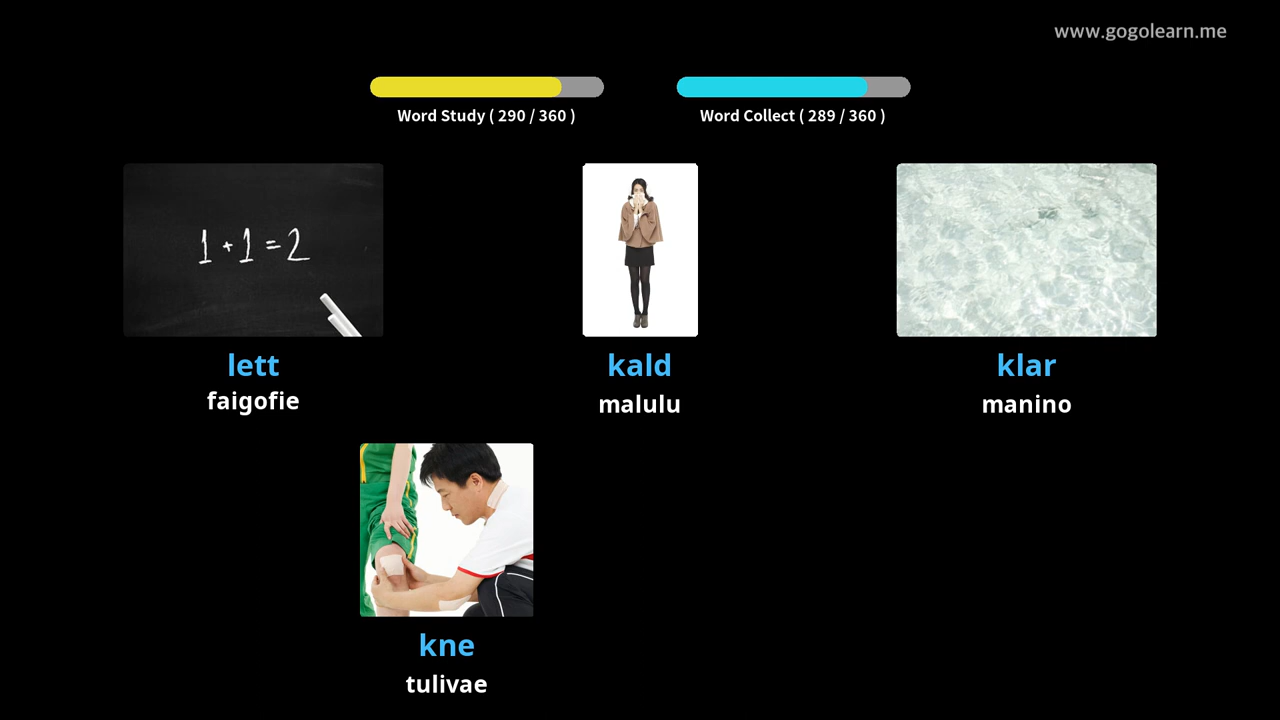 www.gogolearn.me
Word Study ( 290 / 360 )
Word Collect ( 289 / 360 )
1 + 1 = 2
lett
faigofie
kald
malulu
klar
manino
kne
tulivae